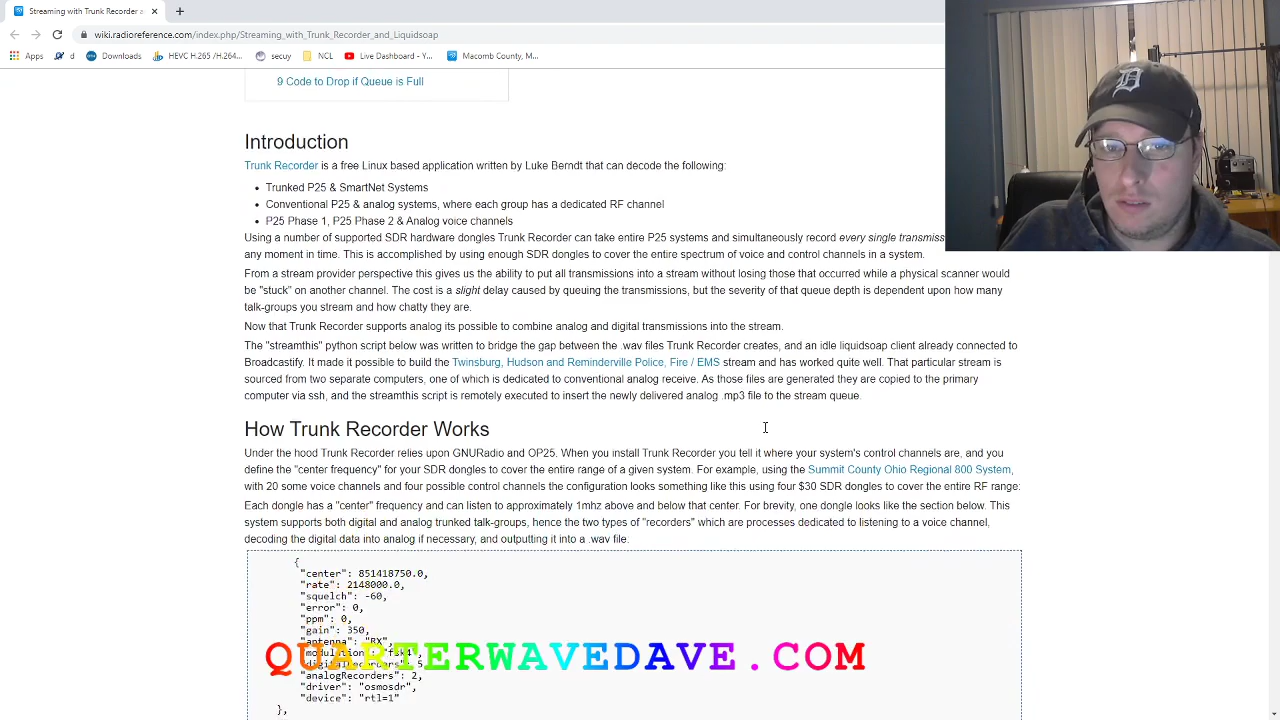 Streaming with Trunk Recorder a
wiki.radioreference.com/index.php/Streaming_with_Trunk_Recorder_and_Liquidsoap
Apps d Downloads HEVC H.265 /H.264... secuy NCL Live Dashboard - Yo... Macomb County, M...
9 Code to Drop if Queue is Full
Introduction
Trunk Recorder is a free Linux based application written by Luke Berndt that can decode the following:
Trunked P25 & SmartNet Systems
Conventional P25 & analog systems, where each group has a dedicated RF channel
P25 Phase 1, P25 Phase 2 & Analog voice channels
Using a number of supported SDR hardware dongles Trunk Recorder can take entire P25 systems and simultaneously record every single transmiss
any moment in time. This is accomplished by using enough SDR dongles to cover the entire spectrum of voice and control channels in a system.
From a stream provider perspective this gives us the ability to put all transmissions into a stream without losing those that occurred while a physical scanner would
be "stuck" on another channel. The cost is a slight delay caused by queuing the transmissions, but the severity of that queue depth is dependent upon how many
talk-groups you stream and how chatty they are.
Now that Trunk Recorder supports analog its possible to combine analog and digital transmissions into the stream.
The "streamthis" python script below was written to bridge the gap between the .wav files Trunk Recorder creates, and an idle liquidsoap client already connected to
Broadcastify. It made it possible to build the Twinsburg, Hudson and Reminderville Police, Fire / EMS stream and has worked quite well. That particular stream is
sourced from two separate computers, one of which is dedicated to conventional analog receive. As those files are generated they are copied to the primary
computer via ssh, and the streamthis script is remotely executed to insert the newly delivered analog .mp3 file to the stream queue.
How Trunk Recorder Works
Under the hood Trunk Recorder relies upon GNURadio and OP25. When you install Trunk Recorder you tell it where your system's control channels are, and you
define the "center frequency" for your SDR dongles to cover the entire range of a given system. For example, using the Summit County Ohio Regional 800 System,
with 20 some voice channels and four possible control channels the configuration looks something like this using four $30 SDR dongles to cover the entire RF range:
Each dongle has a "center" frequency and can listen to approximately 1mhz above and below that center. For brevity, one dongle looks like the section below. This
system supports both digital and analog trunked talk-groups, hence the two types of "recorders" which are processes dedicated to listening to a voice channel,
decoding the digital data into analog if necessary, and outputting it into a .wav file.
{
"center": 851418750.0,
"rate": 2148000.0,
"squelch": -60,
"error": 0,
"ppm": 0,
"gain": 350,
"antenna": "RX",
QUARTERWAVEDAVE.COM
"analogRecorders": 2,
"driver": "osmosdr",
"device": "rtl=1"
},